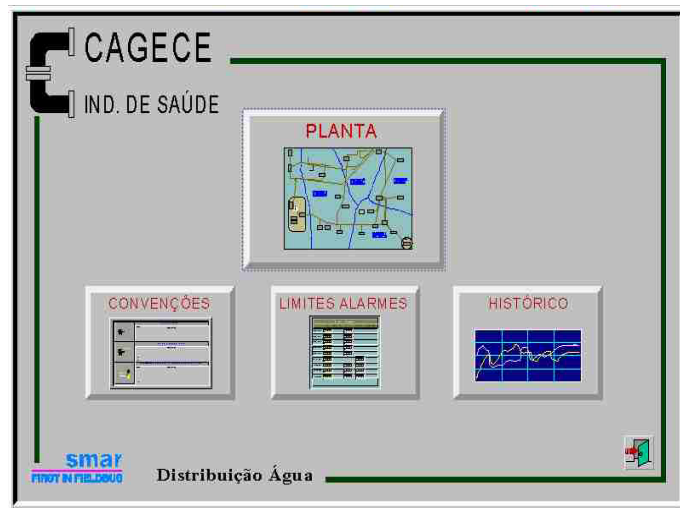 CAGECE
IND. DE SAÚDE
PLANTA
CONVENÇÕES
LIMITES ALARMES
HISTÓRICO
smar
FIRST IN FIELDBUS
Distribuição Água